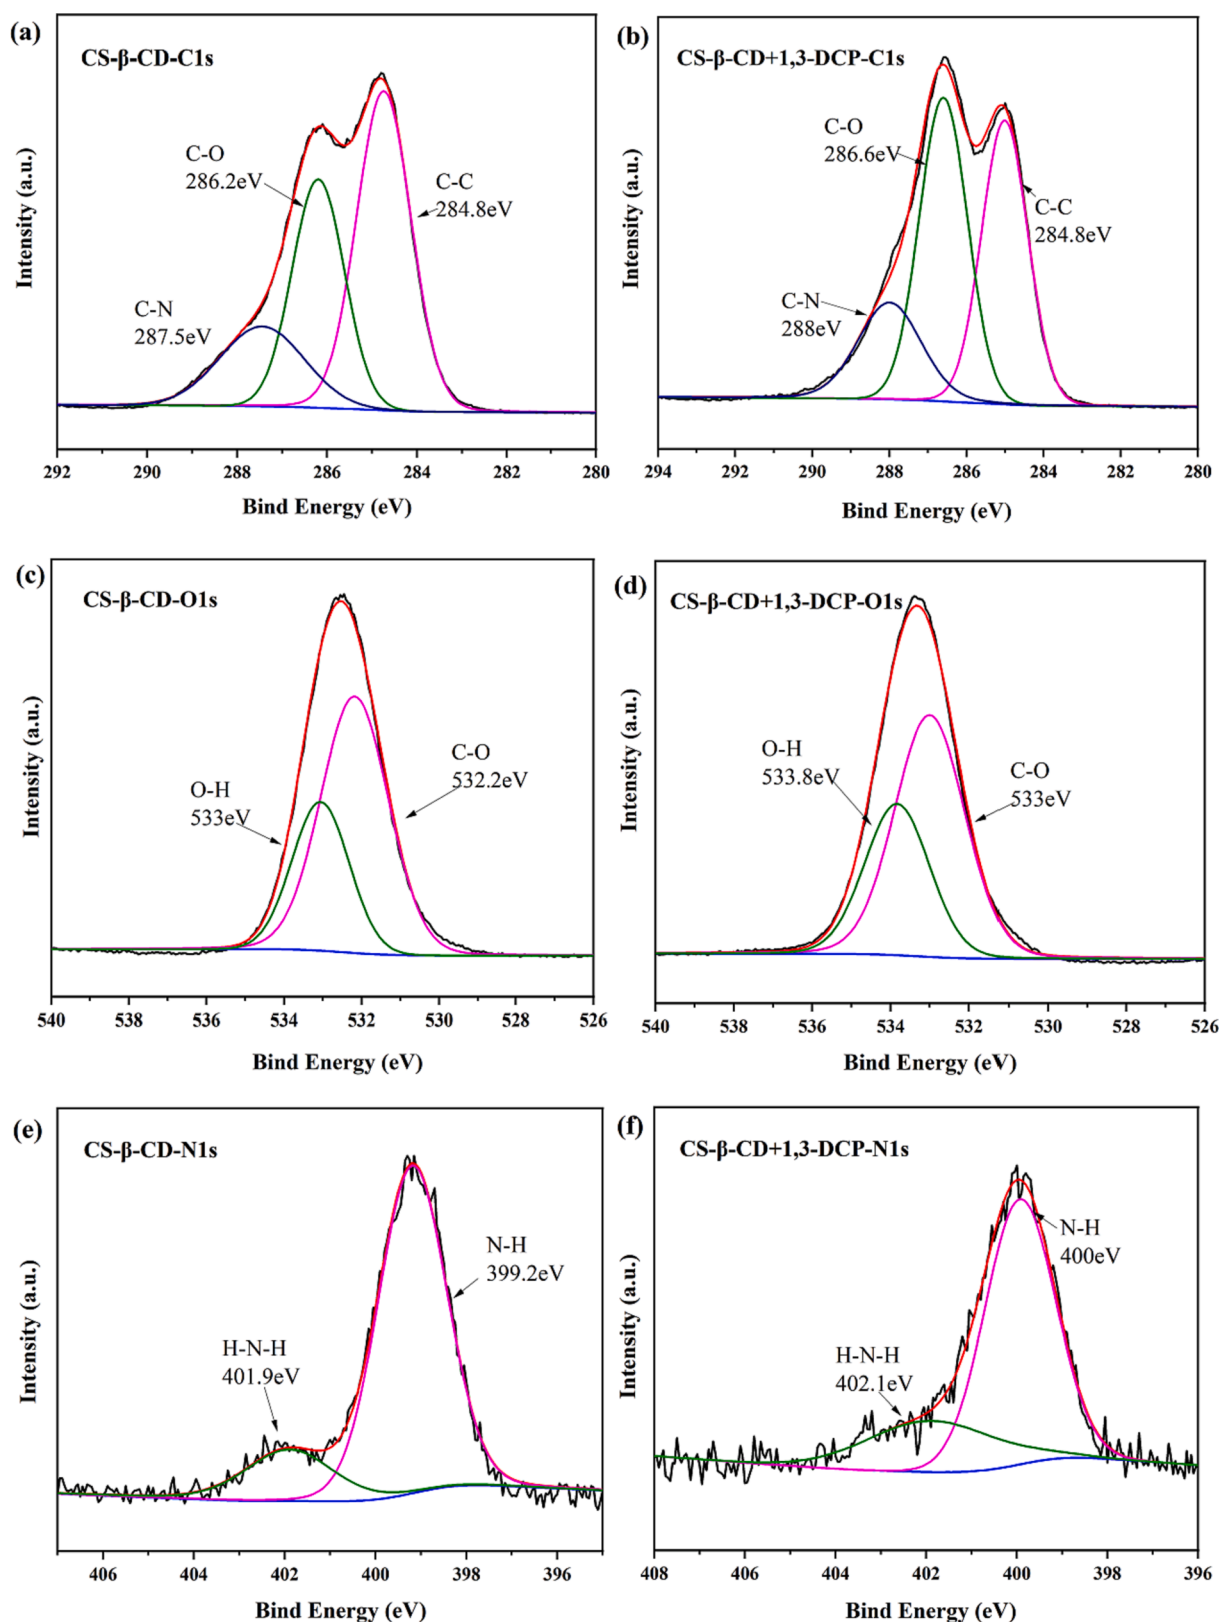 (a)
CS-β-CD-C1s
C-O
286.2eV
C-C
284.8eV
C-N
287.5eV
Intensity (a.u.)
292 290 288 286 284 282 280
Bind Energy (eV)
(b)
CS-β-CD+1,3-DCP-C1s
C-O
286.6eV
C-C
284.8eV
C-N
288eV
Intensity (a.u.)
294 292 290 288 286 284 282 280
Bind Energy (eV)
(c)
CS-β-CD-O1s
C-O
532.2eV
O-H
533eV
Intensity (a.u.)
540 538 536 534 532 530 528 526
Bind Energy (eV)
(d)
CS-β-CD+1,3-DCP-O1s
O-H
533.8eV
C-O
533eV
Intensity (a.u.)
540 538 536 534 532 530 528 526
Bind Energy (eV)
(e)
CS-β-CD-N1s
N-H
399.2eV
H-N-H
401.9eV
Intensity (a.u.)
406 404 402 400 398 396
Bind Energy (eV)
(f)
CS-β-CD+1,3-DCP-N1s
N-H
400eV
H-N-H
402.1eV
Intensity (a.u.)
408 406 404 402 400 398 396
Bind Energy (eV)